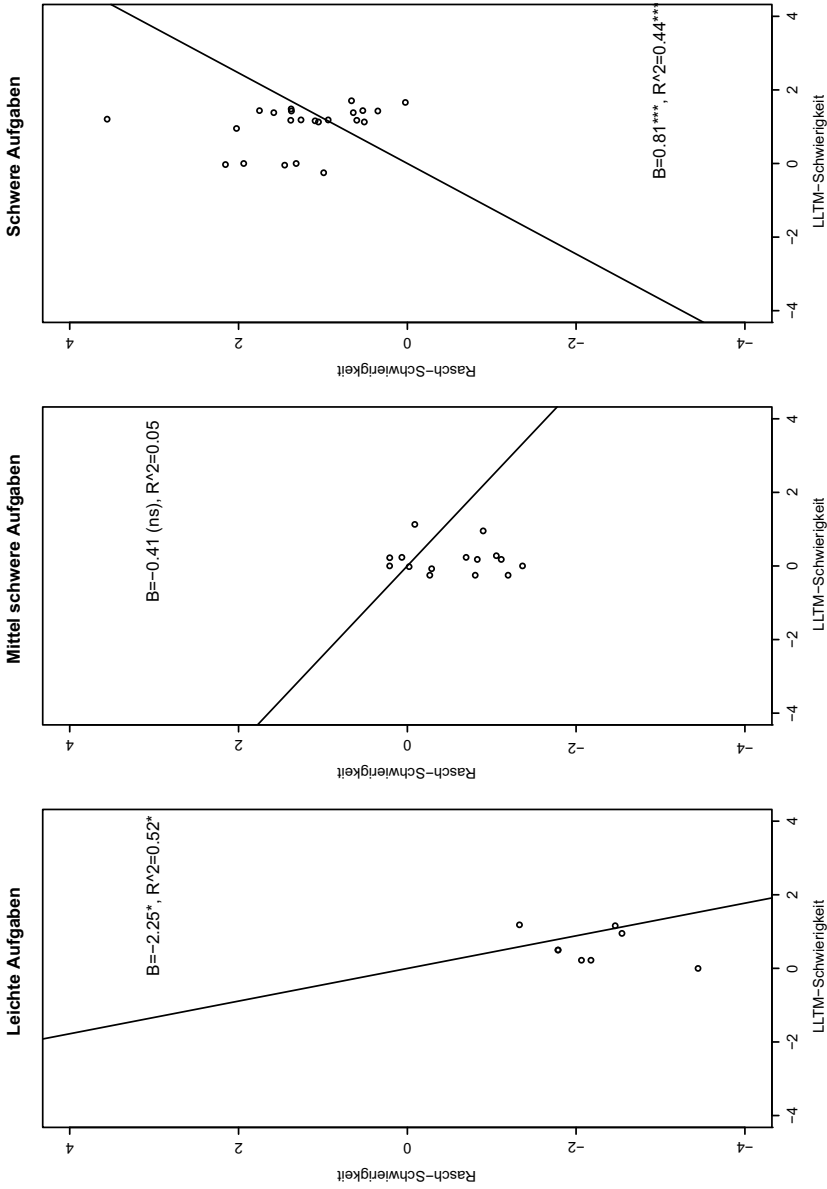 Leichte Aufgaben
B=−2.25*, R^2=0.52*
Rasch−Schwierigkeit
4
2
0
−2
−4
−4 −2 0 2 4
LLTM−Schwierigkeit
Mittel schwere Aufgaben
B=−0.41 (ns), R^2=0.05
Rasch−Schwierigkeit
4
2
0
−2
−4
−4 −2 0 2 4
LLTM−Schwierigkeit
Schwere Aufgaben
Rasch−Schwierigkeit
4
2
0
−2
−4
B=0.81***, R^2=0.44***
−4 −2 0 2 4
LLTM−Schwierigkeit